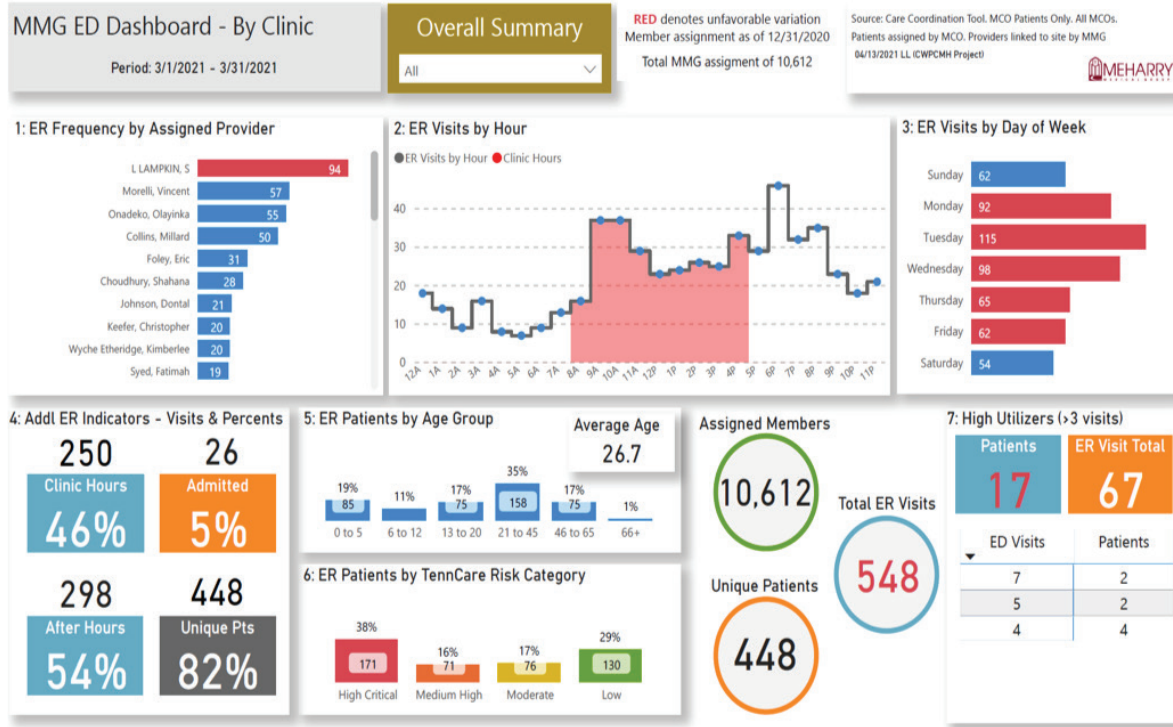 MMG ED Dashboard - By Clinic
Period: 3/1/2021 - 3/31/2021
Overall Summary
All
RED denotes unfavorable variation
Member assignment as of 12/31/2020
Total MMG assigment of 10,612
Source: Care Coordination Tool. MCO Patients Only. All MCOs.
Patients assigned by MCO. Providers linked to site by MMG
04/13/2021 LL (CWPCMH Project)
MEHARRY
MEDICAL GROUP
1: ER Frequency by Assigned Provider
L LAMPKIN, S 94
Morelli, Vincent 57
Onadeko, Olayinka 55
Collins, Millard 50
Foley, Eric 31
Choudhury, Shahana 28
Johnson, Dontal 21
Keefer, Christopher 20
Wyche Etheridge, Kimberlee 20
Syed, Fatimah 19
2: ER Visits by Hour
ER Visits by Hour Clinic Hours
40
30
20
10
0
12A 1A 2A 3A 4A 5A 6A 7A 8A 9A 10A 11A 12P 1P 2P 3P 4P 5P 6P 7P 8P 9P 10P 11P
3: ER Visits by Day of Week
Sunday 62
Monday 92
Tuesday 115
Wednesday 98
Thursday 65
Friday 62
Saturday 54
4: Addl ER Indicators - Visits & Percents
250 26
Clinic Hours Admitted
46% 5%
298 448
After Hours Unique Pts
54% 82%
5: ER Patients by Age Group
Average Age
26.7
19% 11% 17% 35% 17% 1%
85 75 158 75
0 to 5 6 to 12 13 to 20 21 to 45 46 to 65 66+
6: ER Patients by TennCare Risk Category
38% 16% 17% 29%
171 71 76 130
High Critical Medium High Moderate Low
Assigned Members
10,612
Total ER Visits
548
Unique Patients
448
7: High Utilizers (>3 visits)
Patients ER Visit Total
17 67
ED Visits Patients
7 2
5 2
4 4